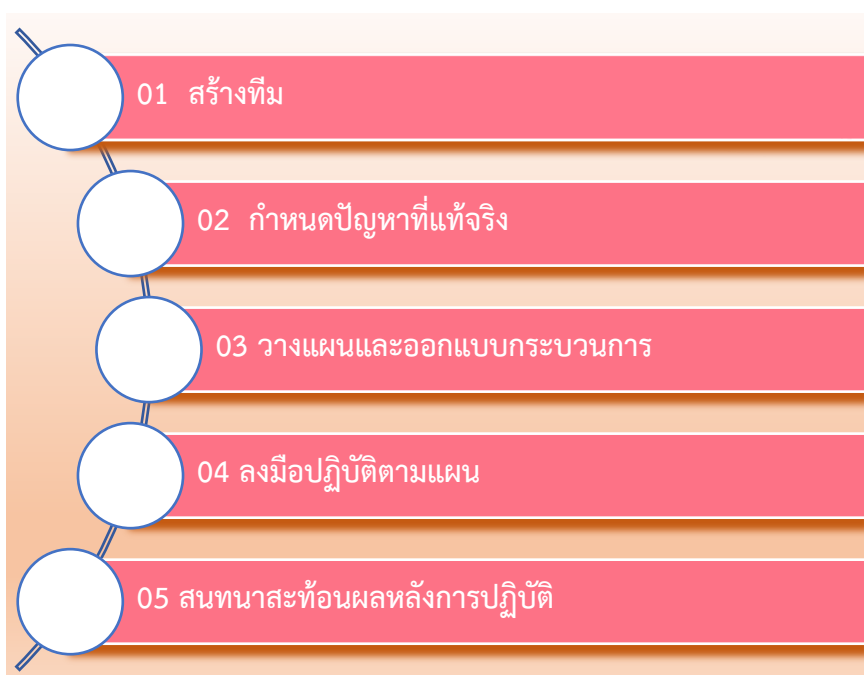 01 สร้างทีม
02 กำหนดปัญหาที่แท้จริง
03 วางแผนและออกแบบกระบวนการ
04 ลงมือปฏิบัติตามแผน
05 สนทนาสะท้อนผลหลังการปฏิบัติ